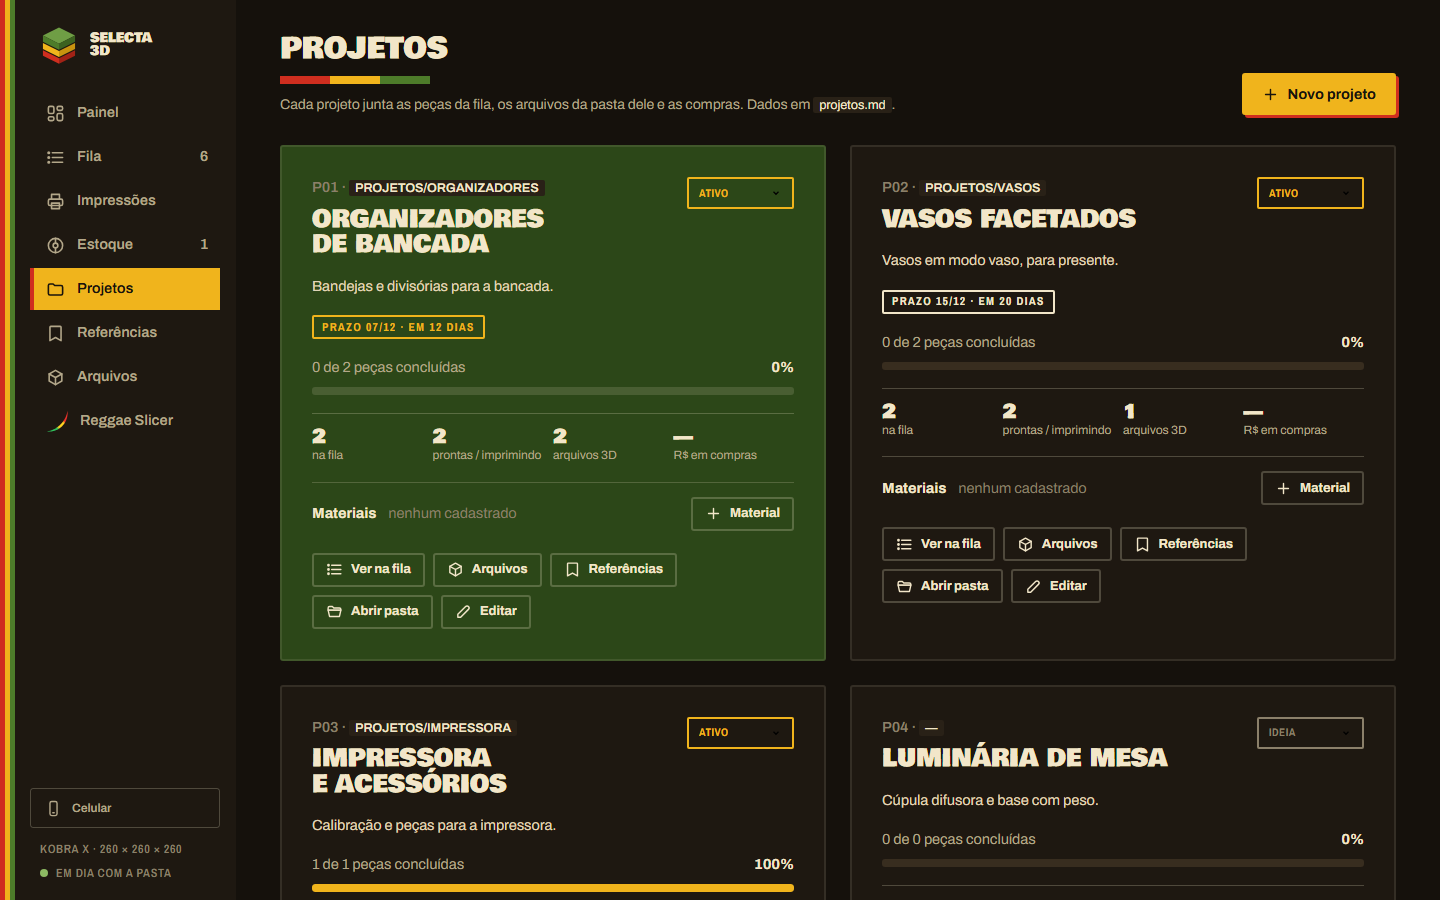 SELECTA
3D
Painel
Fila 6
Impressões
Estoque 1
Projetos
Referências
Arquivos
Reggae Slicer
Celular
KOBRA X · 260 × 260 × 260
EM DIA COM A PASTA
PROJETOS
Cada projeto junta as peças da fila, os arquivos da pasta dele e as compras. Dados em projetos.md .
Novo projeto
P01 · PROJETOS/ORGANIZADORES
ATIVO
ORGANIZADORES
DE BANCADA
Bandejas e divisórias para a bancada.
PRAZO 07/12 · EM 12 DIAS
0 de 2 peças concluídas 0%
2 2 2 —
na fila prontas / imprimindo arquivos 3D R$ em compras
Materiais nenhum cadastrado Material
Ver na fila Arquivos Referências
Abrir pasta Editar
P02 · PROJETOS/VASOS
ATIVO
VASOS FACETADOS
Vasos em modo vaso, para presente.
PRAZO 15/12 · EM 20 DIAS
0 de 2 peças concluídas 0%
2 2 1 —
na fila prontas / imprimindo arquivos 3D R$ em compras
Materiais nenhum cadastrado Material
Ver na fila Arquivos Referências
Abrir pasta Editar
P03 · PROJETOS/IMPRESSORA
ATIVO
IMPRESSORA
E ACESSÓRIOS
Calibração e peças para a impressora.
1 de 1 peças concluídas 100%
P04 · —
IDEIA
LUMINÁRIA DE MESA
Cúpula difusora e base com peso.
0 de 0 peças concluídas 0%